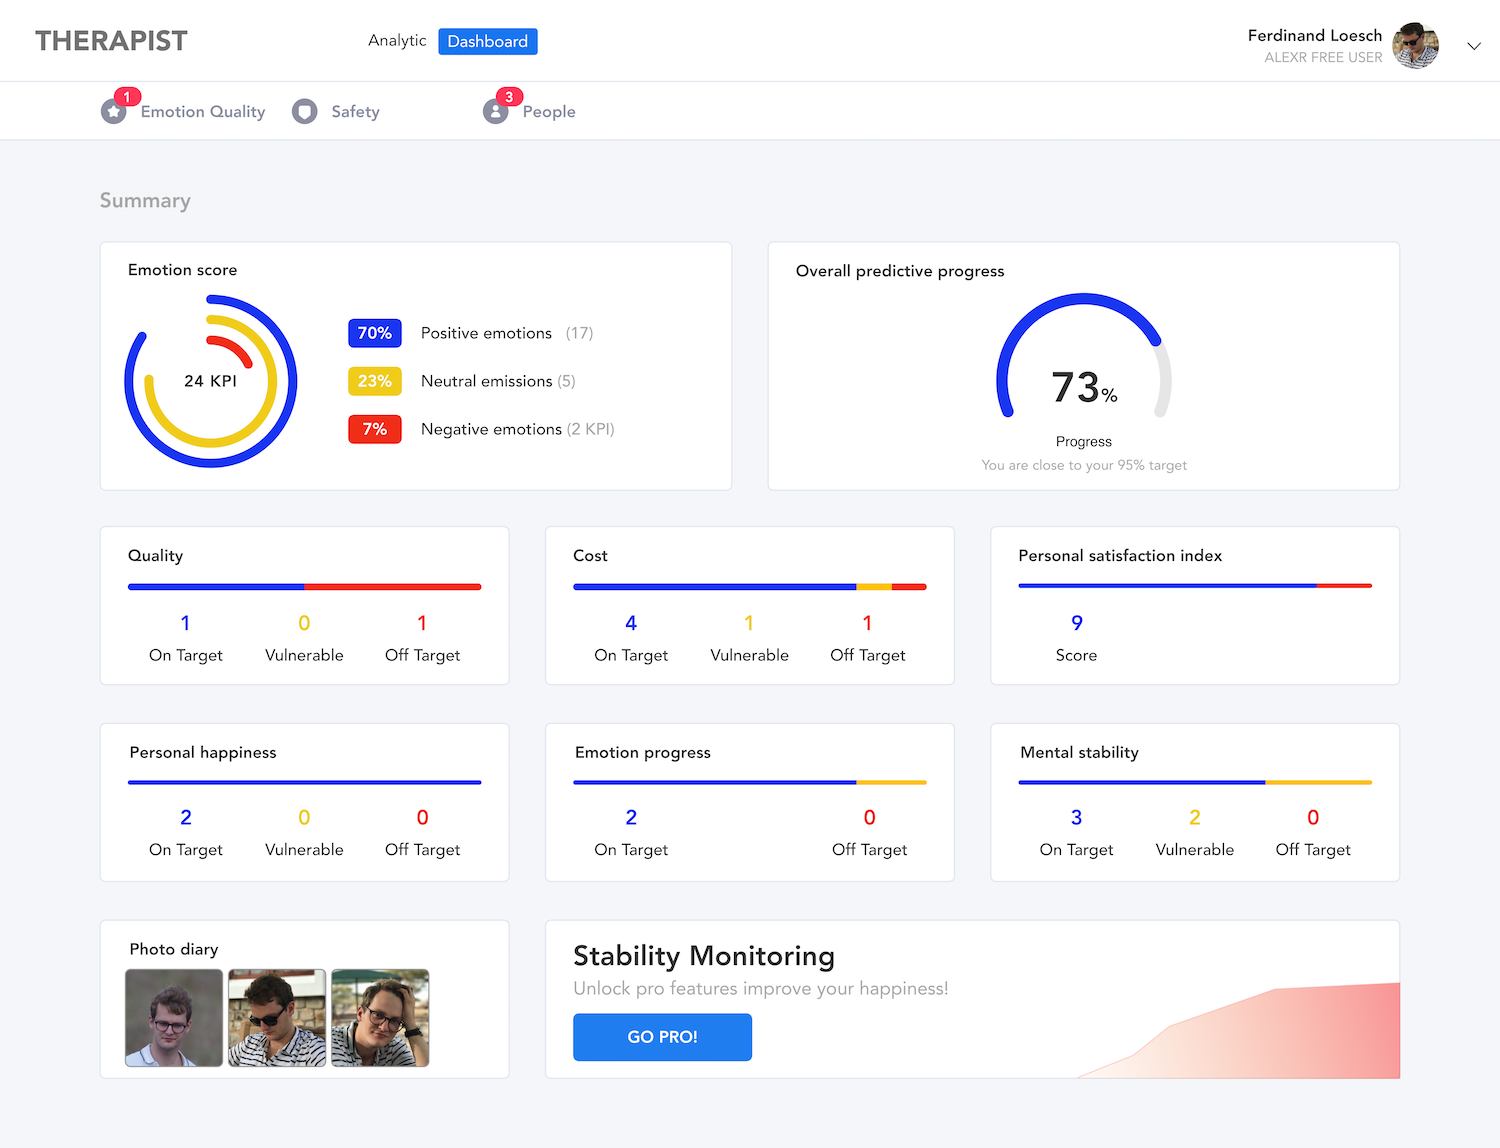 THERAPIST
Analytic Dashboard
Ferdinand Loesch
ALEXR FREE USER
1
Emotion Quality
Safety
3
People
Summary
Emotion score
24 KPI
70% Positive emotions (17)
23% Neutral emissions (5)
7% Negative emotions (2 KPI)
Overall predictive progress
73%
Progress
You are close to your 95% target
Quality
1 0 1
On Target Vulnerable Off Target
Cost
4 1 1
On Target Vulnerable Off Target
Personal satisfaction index
9
Score
Personal happiness
2 0 0
On Target Vulnerable Off Target
Emotion progress
2 0
On Target Off Target
Mental stability
3 2 0
On Target Vulnerable Off Target
Photo diary
Stability Monitoring
Unlock pro features improve your happiness!
GO PRO!